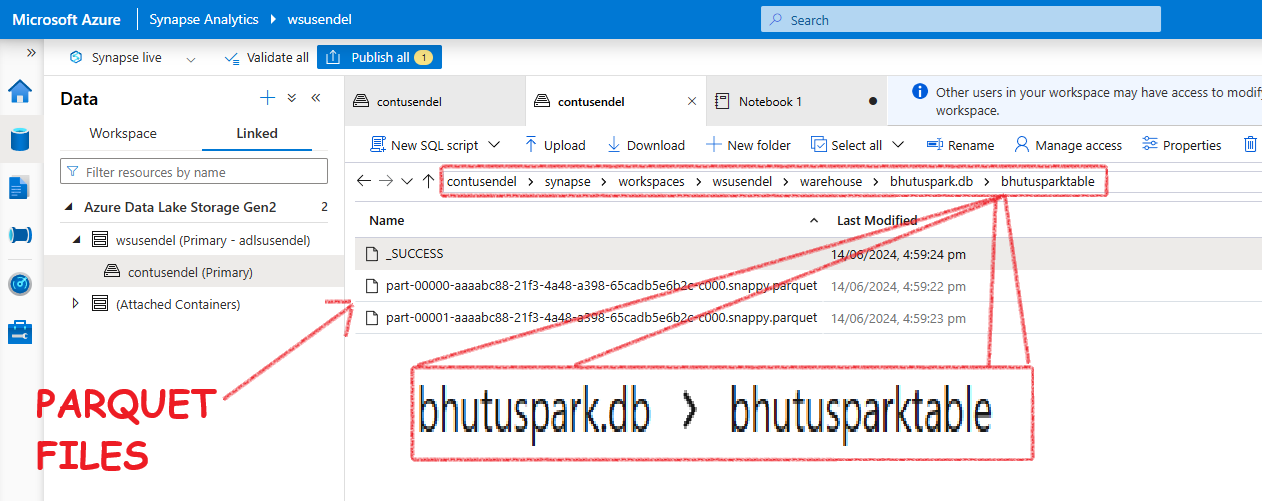 Microsoft Azure Synapse Analytics wsusendel Search
Synapse live Validate all Publish all 1
Data
Workspace Linked
Filter resources by name
Azure Data Lake Storage Gen2 2
wsusendel (Primary - adlsusendel)
contusendel (Primary)
(Attached Containers)
contusendel contusendel Notebook 1
Other users in your workspace may have access to modify
workspace.
New SQL script Upload Download New folder Select all Rename Manage access Properties
contusendel > synapse > workspaces > wsusendel > warehouse > bhutuspark.db > bhutusparktable
Name Last Modified
_SUCCESS 14/06/2024, 4:59:24 pm
part-00000-aaaabc88-21f3-4a48-a398-65cadb5e6b2c-c000.snappy.parquet 14/06/2024, 4:59:22 pm
part-00001-aaaabc88-21f3-4a48-a398-65cadb5e6b2c-c000.snappy.parquet 14/06/2024, 4:59:23 pm
PARQUET
FILES
bhutuspark.db > bhutusparktable